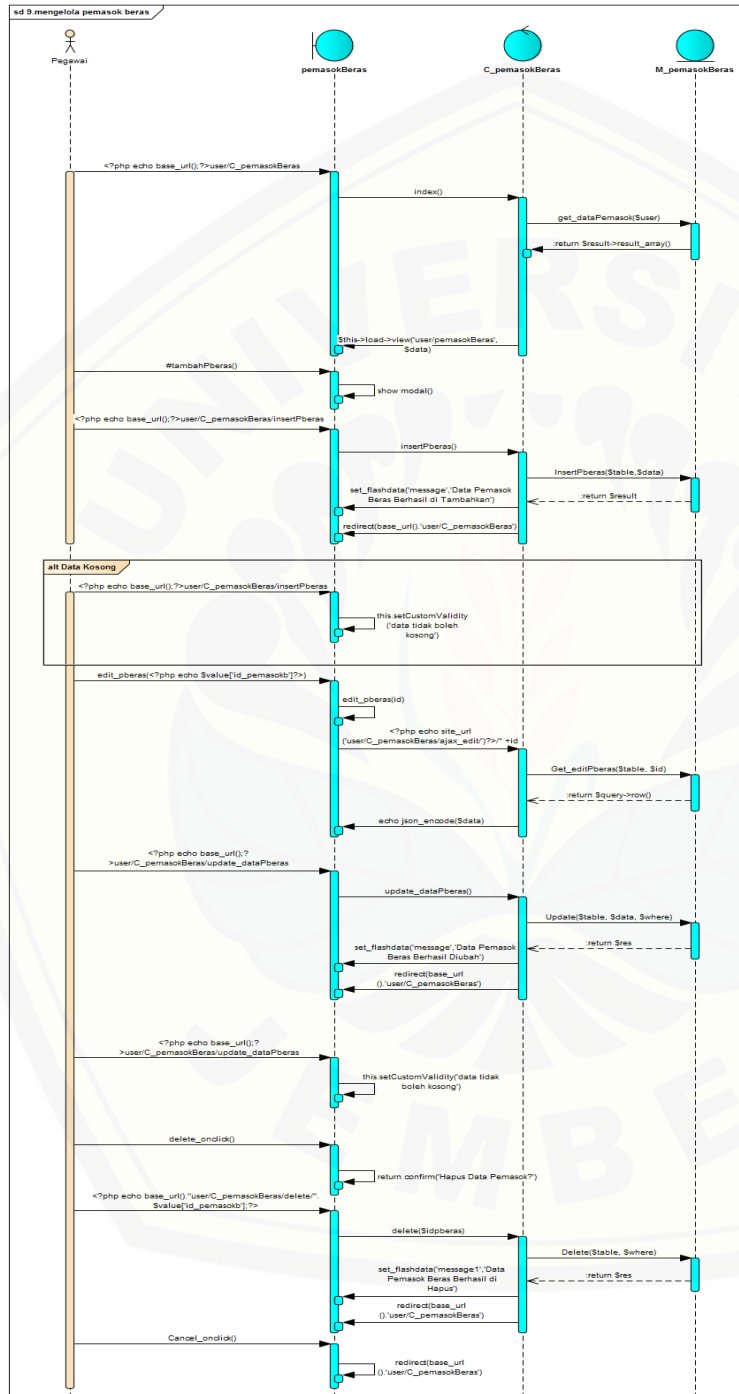 sd 9.mengelola pemasok beras
Pegawai
pemasokBeras
C_pemasokBeras
M_pemasokBeras
<?php echo base_url();?>user/C_pemasokBeras
index()
get_dataPemasok($user)
:return $result->result_array()
$this->load->view('user/pemasokBeras',
$data)
#tambahPberas()
show modal()
<?php echo base_url();?>user/C_pemasokBeras/insertPberas
insertPberas()
InsertPberas($table,$data)
set_flashdata('message','Data Pemasok
Beras Berhasil di Tambahkan')
:return $result
redirect(base_url().'user/C_pemasokBeras')
alt Data Kosong
<?php echo base_url();?>user/C_pemasokBeras/insertPberas
this.setCustomValidity
('data tidak boleh
kosong')
edit_pberas(<?php echo $value['id_pemasokb']?>)
edit_pberas(id)
<?php echo site_url
('user/C_pemasokBeras/ajax_edit/')?>/" +id
Get_editPberas($table, $id)
:return $query->row()
echo json_encode($data)
<?php echo base_url();?
>user/C_pemasokBeras/update_dataPberas
update_dataPberas()
Update($table, $data, $where)
set_flashdata('message','Data Pemasok
Beras Berhasil Diubah')
:return $res
redirect(base_url
().'user/C_pemasokBeras')
<?php echo base_url();?
>user/C_pemasokBeras/update_dataPberas
this.setCustomValidity('data tidak
boleh kosong')
delete_onclick()
return confirm('Hapus Data Pemasok?')
<?php echo base_url()."user/C_pemasokBeras/delete/".
$value['id_pemasokb'];?>
delete($idpberas)
Delete($table, $where)
set_flashdata('message1','Data
Pemasok Beras Berhasil di
Hapus')
:return $res
redirect(base_url
().'user/C_pemasokBeras')
Cancel_onclick()
redirect(base_url
().'user/C_pemasokBeras')